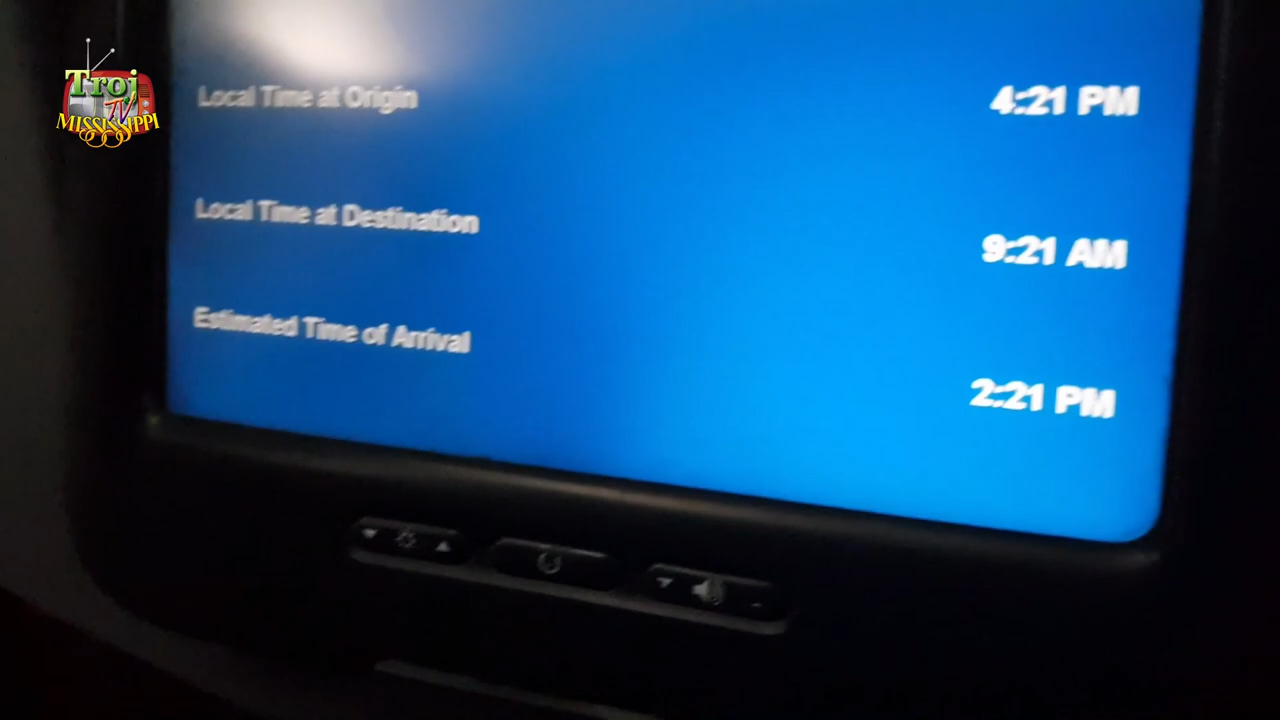 Troj
TV
MISSISSIPPI
Local Time at Origin
4:21 PM
Local Time at Destination
9:21 AM
Estimated Time of Arrival
2:21 PM